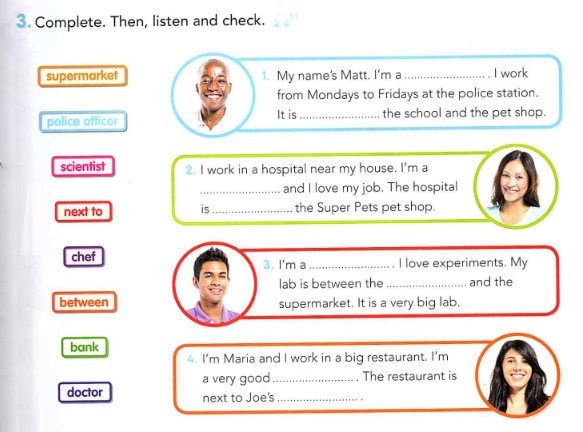 3. Complete. Then, listen and check.
supermarket
police officer
scientist
next to
chef
between
bank
doctor
1. My name's Matt. I'm a ........................ . I work
from Mondays to Fridays at the police station.
It is ........................ the school and the pet shop.
2. I work in a hospital near my house. I'm a
........................ and I love my job. The hospital
is ........................ the Super Pets pet shop.
3. I'm a ........................ . I love experiments. My
lab is between the ........................ and the
supermarket. It is a very big lab.
4. I'm Maria and I work in a big restaurant. I'm
a very good ........................ . The restaurant is
next to Joe's ........................ .